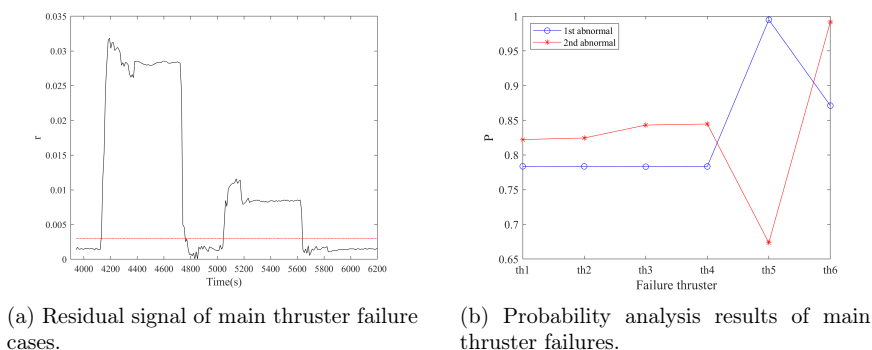 0.035
0.03
0.025
0.02
0.015
0.01
0.005
0
r
4000 4200 4400 4600 4800 5000 5200 5400 5600 5800 6000 6200
Time(s)
1
0.95
0.9
0.85
0.8
0.75
0.7
0.65
P
1st abnormal
2nd abnormal
th1 th2 th3 th4 th5 th6
Failure thruster
(a) Residual signal of main thruster failure
cases.
(b) Probability analysis results of main
thruster failures.